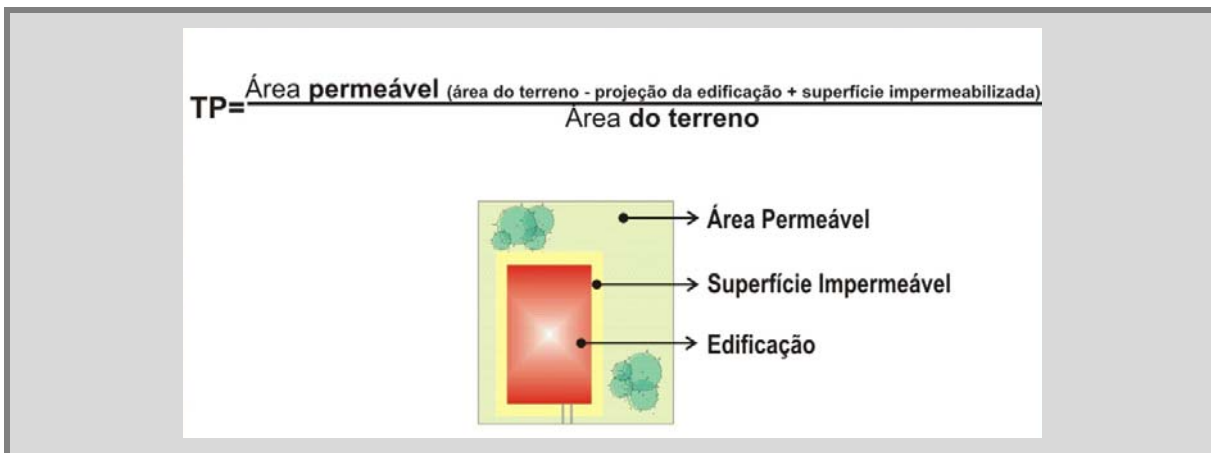 TP= Área permeável (área do terreno - projeção da edificação + superfície impermeabilizada)
Área do terreno
Área Permeável
Superfície Impermeável
Edificação